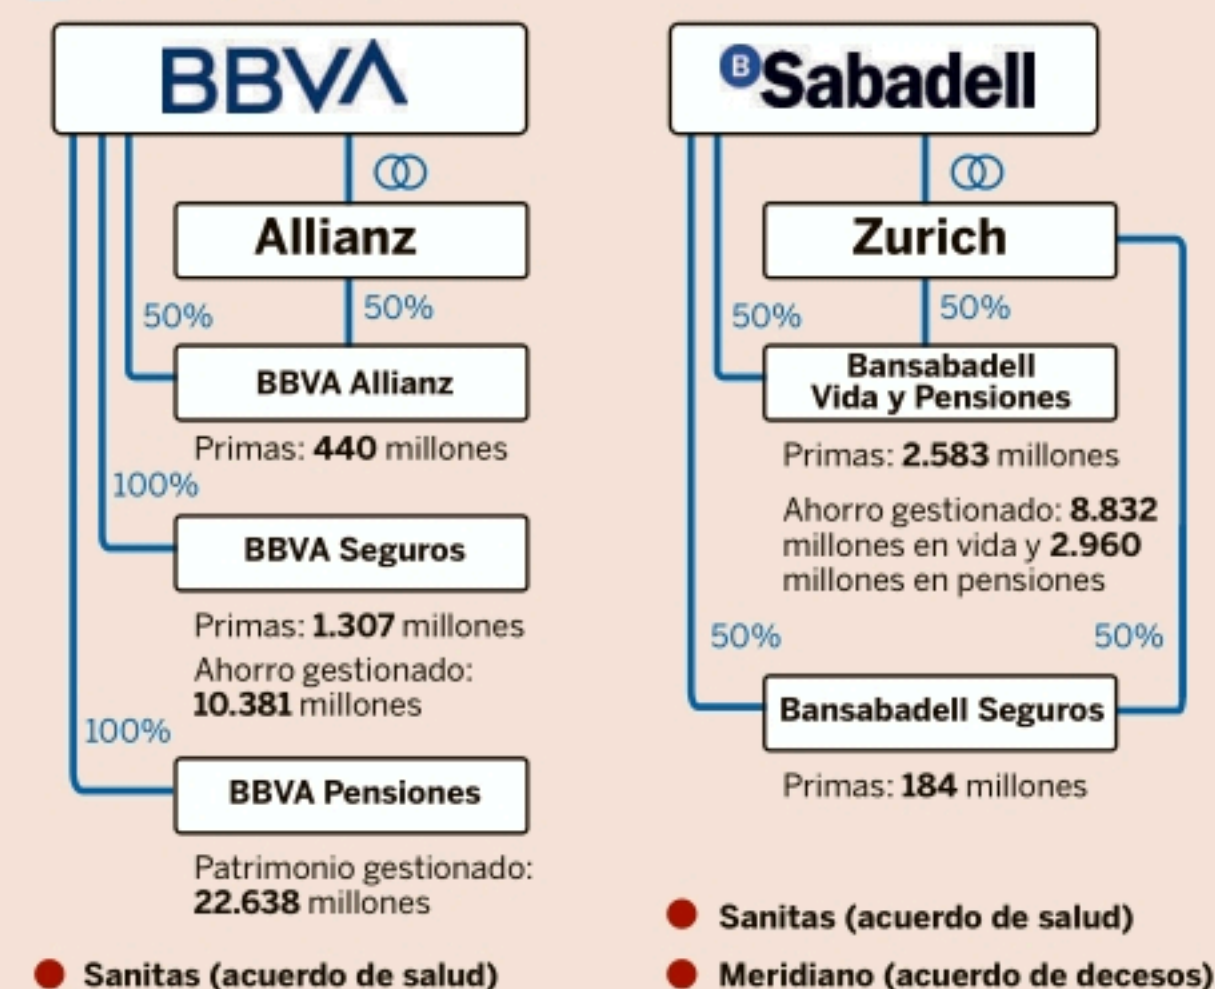 BBVA
Allianz
50%
50%
BBVA Allianz
Primas: 440 millones
100%
BBVA Seguros
Primas: 1.307 millones
Ahorro gestionado:
10.381 millones
100%
BBVA Pensiones
Patrimonio gestionado:
22.638 millones
Sanitas (acuerdo de salud)
B Sabadell
Zurich
50%
50%
Bansabadell
Vida y Pensiones
Primas: 2.583 millones
Ahorro gestionado: 8.832
millones en vida y 2.960
millones en pensiones
50%
50%
Bansabadell Seguros
Primas: 184 millones
Sanitas (acuerdo de salud)
Meridiano (acuerdo de decesos)